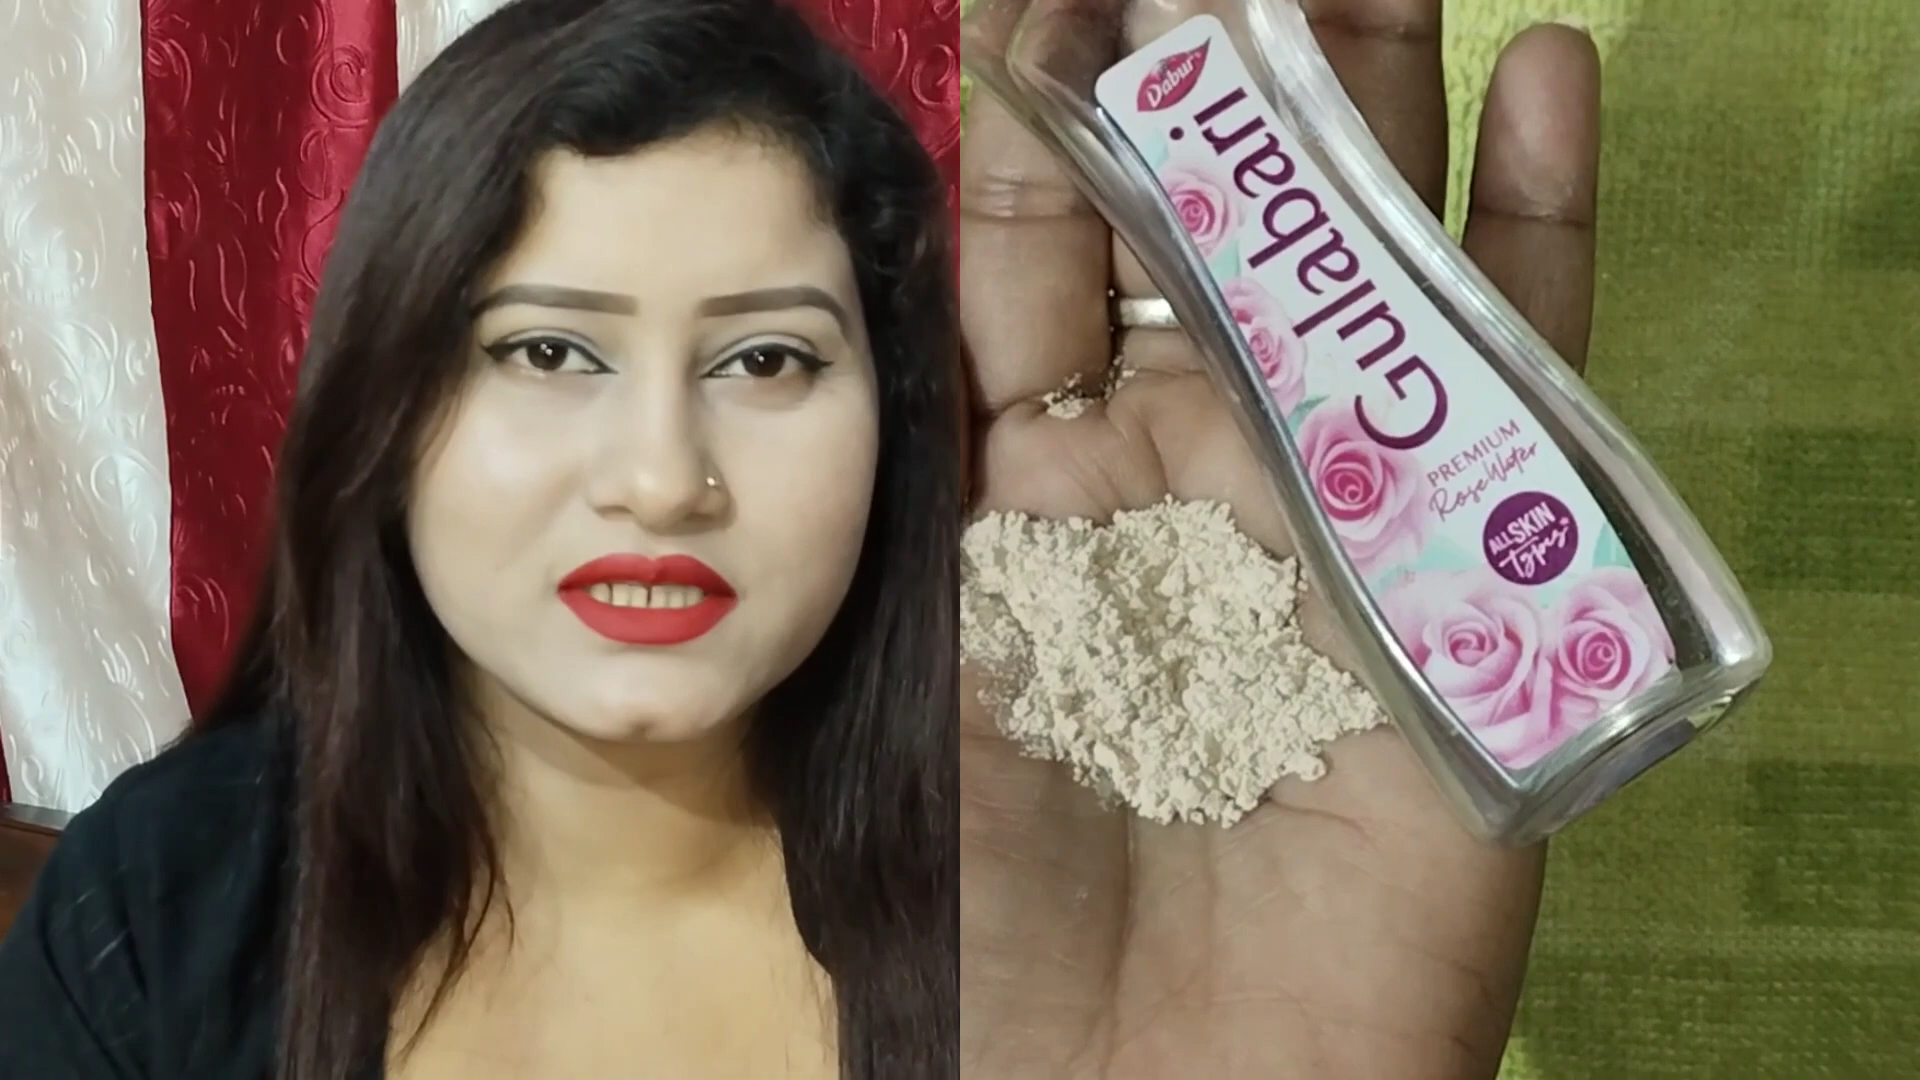 Dabur
Gulabari
PREMIUM
Rose Water
ALL SKIN
types*